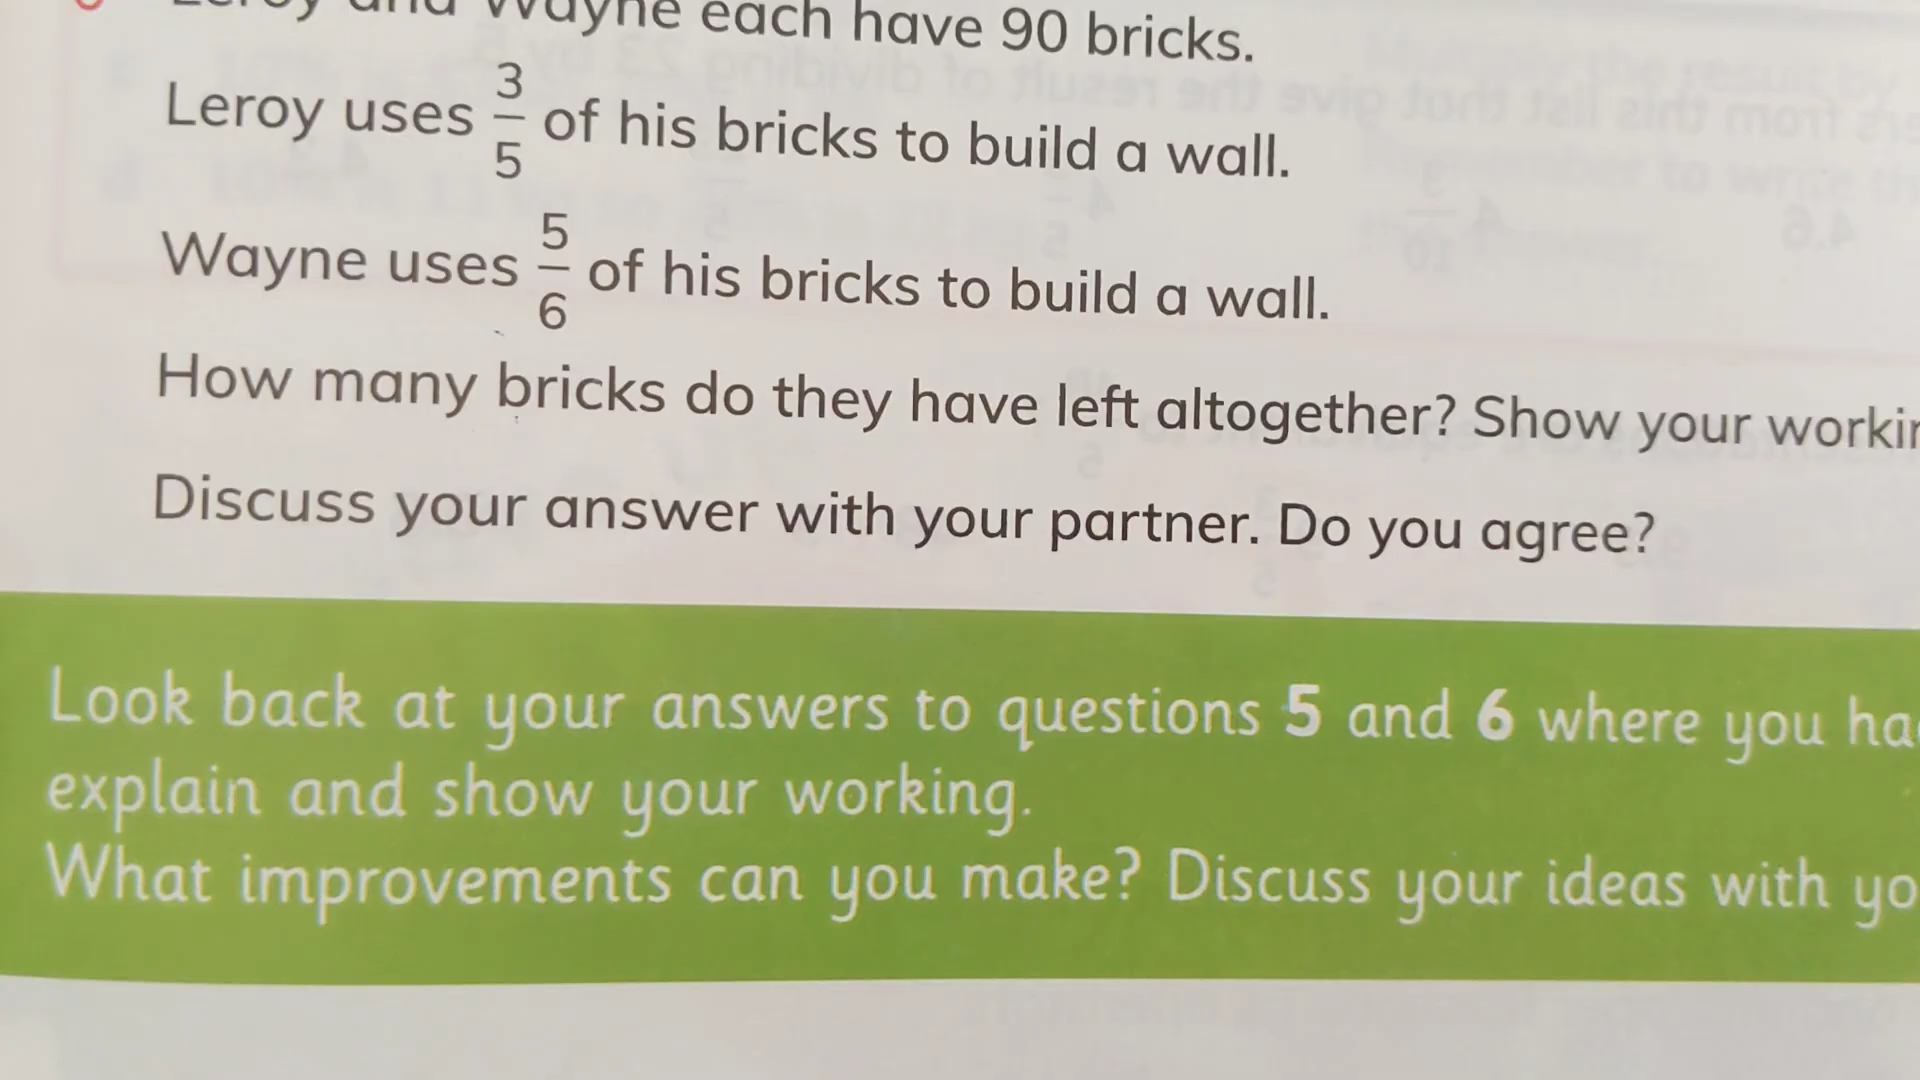 Leroy and Wayne each have 90 bricks.
Leroy uses 3/5 of his bricks to build a wall.
Wayne uses 5/6 of his bricks to build a wall.
How many bricks do they have left altogether? Show your
Discuss your answer with your partner. Do you agree?
Look back at your answers to questions 5 and 6 where you
explain and show your working.
What improvements can you make? Discuss your ideas with